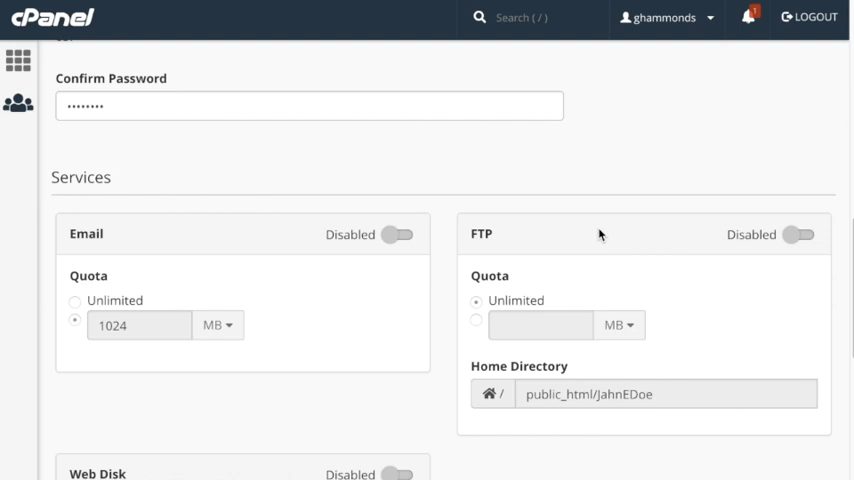 cPanel
Search ( / )
ghammonds
1
LOGOUT
Confirm Password
••••••••
Services
Email
Disabled
FTP
Disabled
Quota
Unlimited
1024
MB
Quota
Unlimited
MB
Home Directory
/
public_html/JahnEDoe
Web Disk
Disabled